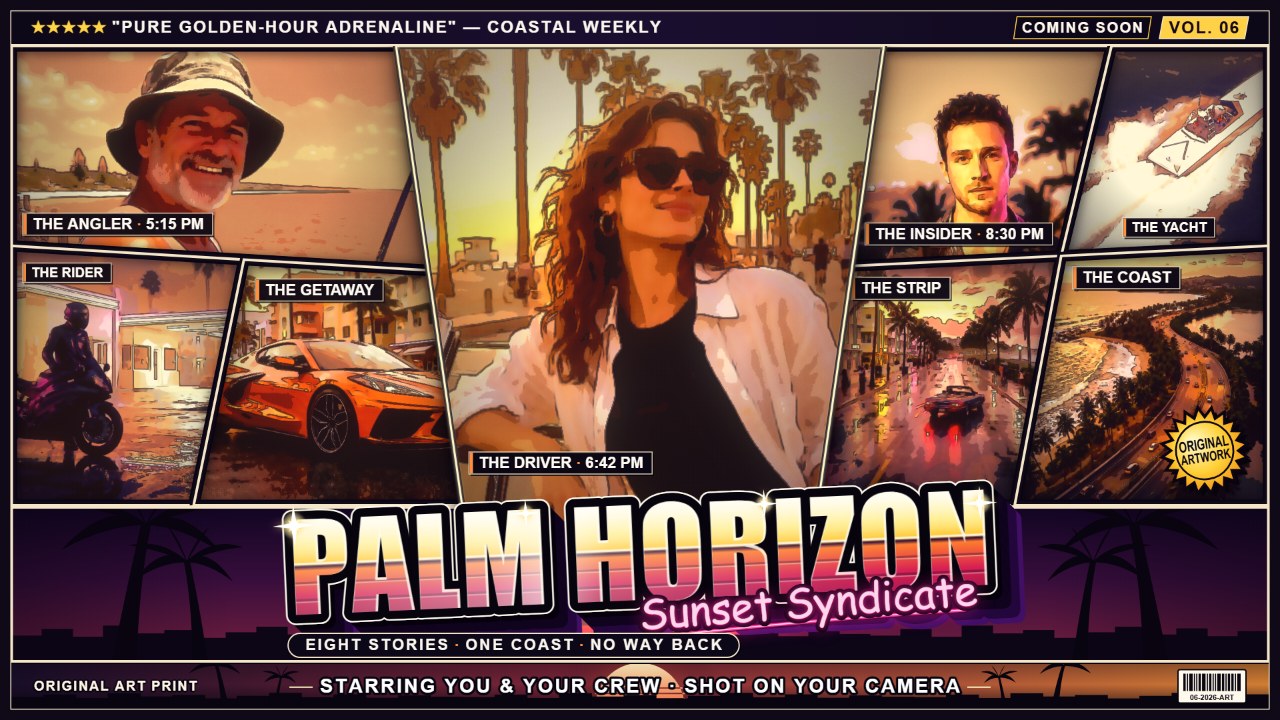 ★★★★★ "PURE GOLDEN-HOUR ADRENALINE" — COASTAL WEEKLY
COMING SOON
VOL. 06
THE ANGLER · 5:15 PM
THE INSIDER · 8:30 PM
THE YACHT
THE RIDER
THE GETAWAY
THE STRIP
THE COAST
THE DRIVER · 6:42 PM
ORIGINAL
ARTWORK
PALM HORIZON
Sunset Syndicate
EIGHT STORIES · ONE COAST · NO WAY BACK
ORIGINAL ART PRINT
— STARRING YOU & YOUR CREW · SHOT ON YOUR CAMERA —
06-2026-ART